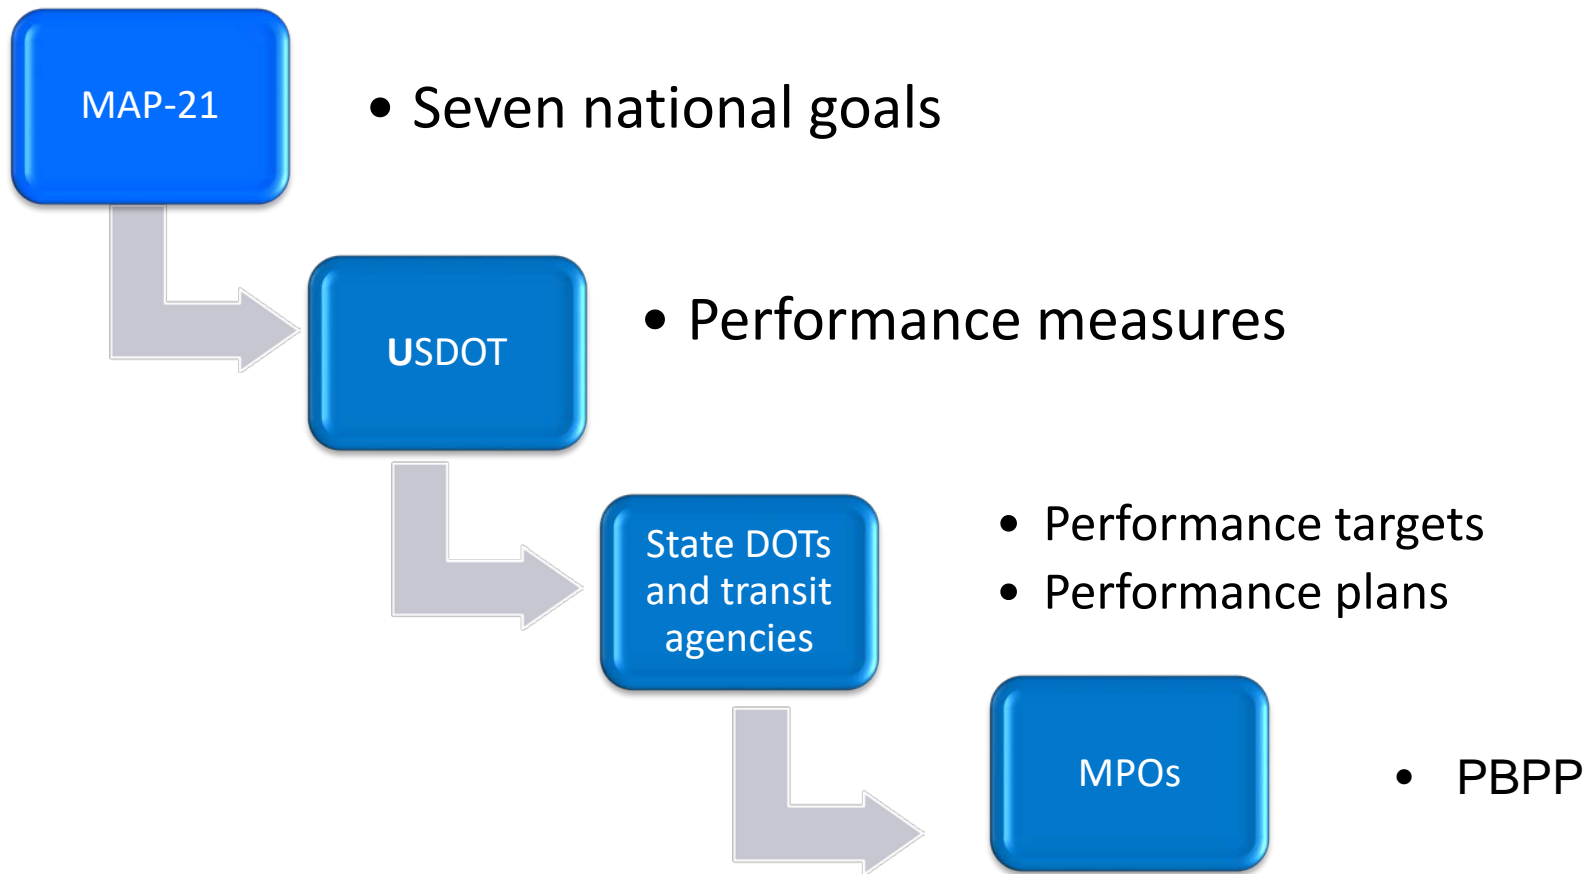 MAP-21
• Seven national goals
USDOT
• Performance measures
State DOTs
and transit
agencies
• Performance targets
• Performance plans
MPOs
• PBPP